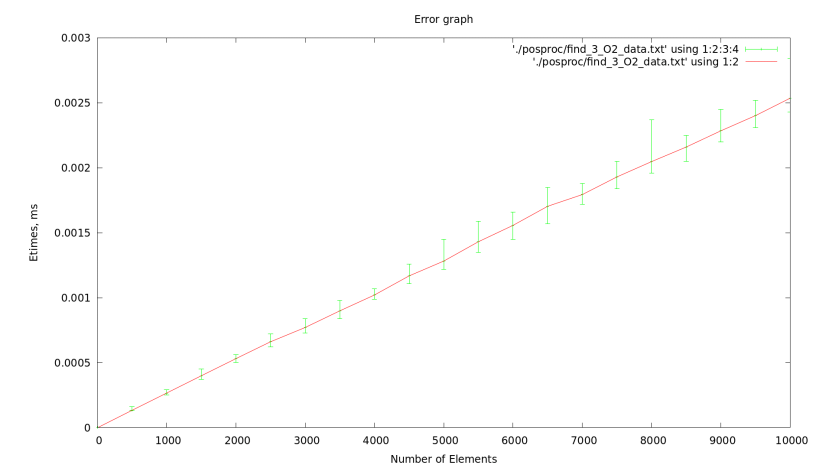 Error graph
'./posproc/find_3_O2_data.txt' using 1:2:3:4
'./posproc/find_3_O2_data.txt' using 1:2
0.003
0.0025
0.002
0.0015
0.001
0.0005
0
Etimes, ms
0 1000 2000 3000 4000 5000 6000 7000 8000 9000 10000
Number of Elements